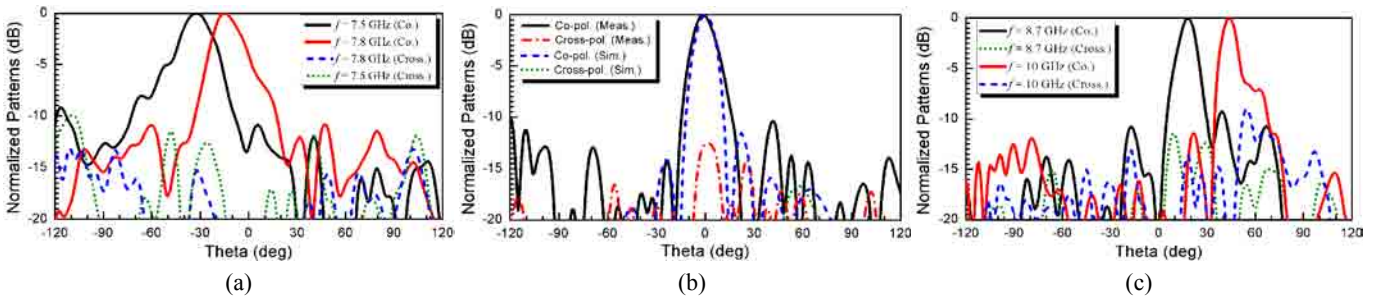 Normalized Patterns (dB)
0
-5
-10
-15
-20
f = 7.5 GHz (Co.)
f = 7.8 GHz (Co.)
f = 7.8 GHz (Cross.)
f = 7.5 GHz (Cross.)
-120 -90 -60 -30 0 30 60 90 120
Theta (deg)
(a)
Normalized Patterns (dB)
0
-5
-10
-15
-20
Co-pol. (Meas.)
Cross-pol. (Meas.)
Co-pol. (Sim.)
Cross-pol. (Sim.)
-120 -90 -60 -30 0 30 60 90 120
Theta (deg)
(b)
Normalized Patterns (dB)
0
-5
-10
-15
-20
f = 8.7 GHz (Co.)
f = 8.7 GHz (Cross.)
f = 10 GHz (Co.)
f = 10 GHz (Cross.)
-120 -90 -60 -30 0 30 60 90 120
Theta (deg)
(c)